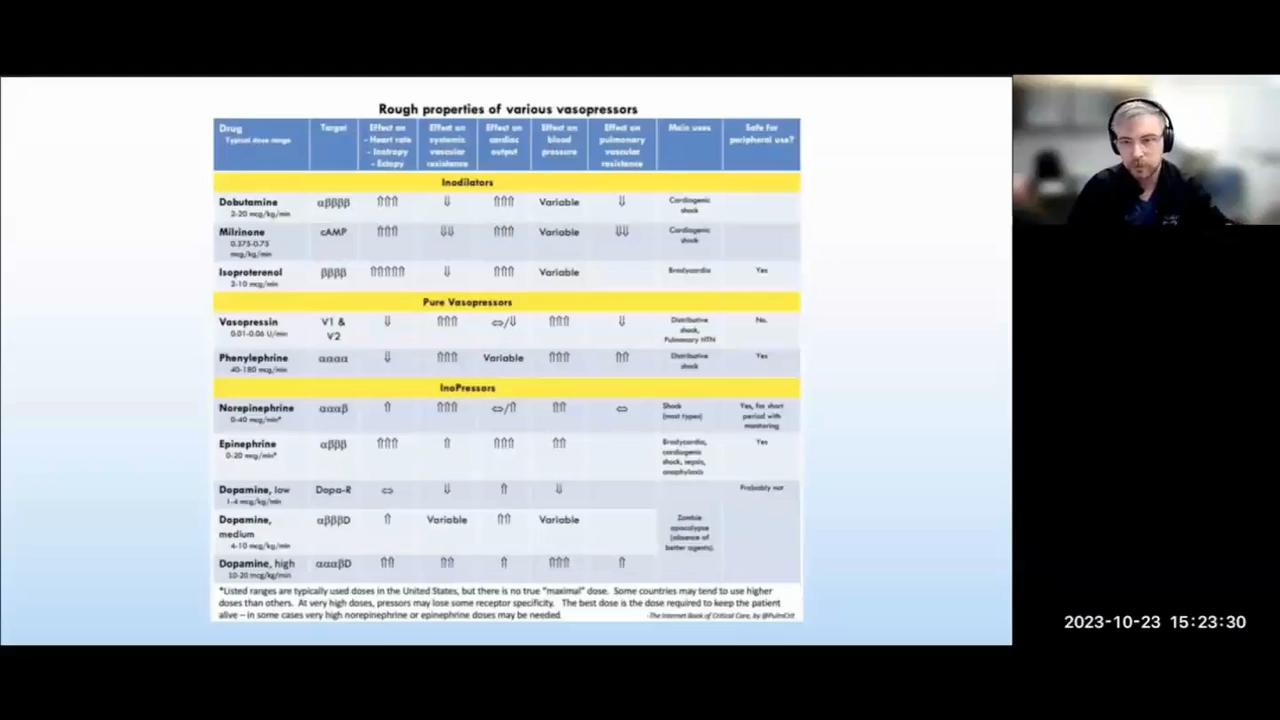 Rough properties of various vasopressors
Drug Target Effect on Effect on Effect on Effect on Effect on Main uses Safe for
Typical dose range - Heart rate systemic cardiac blood pulmonary peripheral use?
- Inotropy vascular output pressure vascular
- Ectopy resistance resistance
Inodilators
Dobutamine αββββ ⇑⇑⇑ ⇓ ⇑⇑⇑ Variable ⇓ Cardiogenic
2-20 mcg/kg/min shock
Milrinone cAMP ⇑⇑⇑ ⇓⇓ ⇑⇑⇑ Variable ⇓⇓ Cardiogenic
0.375-0.75 shock
mcg/kg/min
Isoproterenol ββββ ⇑⇑⇑⇑⇑ ⇓ ⇑⇑⇑ Variable Bradycardia Yes
2-10 mcg/min
Pure Vasopressors
Vasopressin V1 & ⇓ ⇑⇑⇑ ⇔/⇓ ⇑⇑⇑ ⇓ Distributive No.
0.01-0.06 U/min V2 shock,
Pulmonary HTN
Phenylephrine αααα ⇓ ⇑⇑⇑ Variable ⇑⇑⇑ ⇑⇑ Distributive Yes
40-180 mcg/min shock
InoPressors
Norepinephrine αααβ ⇑ ⇑⇑⇑ ⇔/⇑ ⇑⇑ ⇔ Shock Yes, for short
0-40 mcg/min* (most types) period with
monitoring
Epinephrine αβββ ⇑⇑⇑ ⇑ ⇑⇑⇑ ⇑⇑ Bradycardia, Yes
0-20 mcg/min* cardiogenic
shock, sepsis,
anaphylaxis
Dopamine, low Dopa-R ⇔ ⇓ ⇑ ⇓ Probably not
1-4 mcg/kg/min
Dopamine, αβββD ⇑ Variable ⇑⇑ Variable Zombie
medium apocalypse
4-10 mcg/kg/min (absence of
better agents).
Dopamine, high αααβD ⇑⇑ ⇑⇑ ⇑ ⇑⇑⇑ ⇑
10-20 mcg/kg/min
*Listed ranges are typically used doses in the United States, but there is no true "maximal" dose. Some countries may tend to use higher
doses than others. At very high doses, pressors may lose some receptor specificity. The best dose is the dose required to keep the patient
alive – in some cases very high norepinephrine or epinephrine doses may be needed.
-The Internet Book of Critical Care, by @PulmCrit
2023-10-23 15:23:30